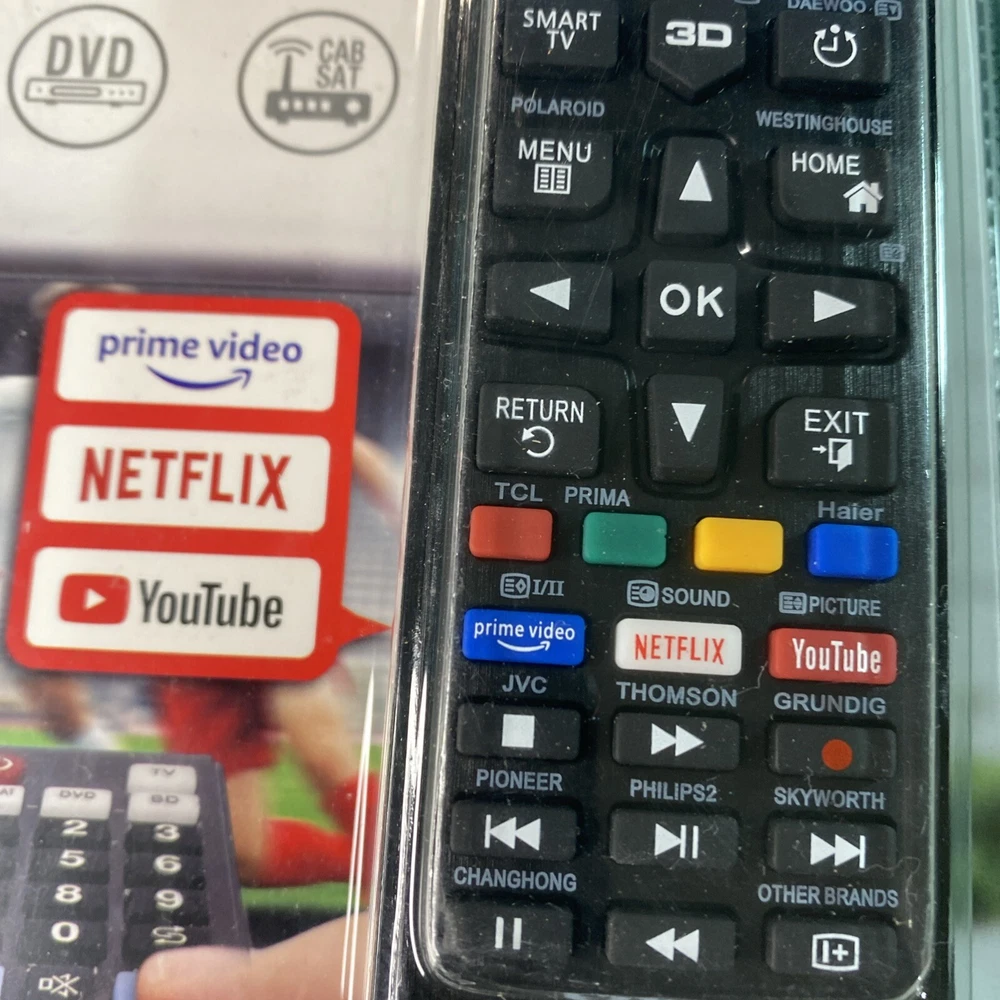 DVD
CAB
SAT
prime video
NETFLIX
YouTube
TV
DVD
BD
2
3
5
6
8
9
0
DAEWOO
SMART
TV
3D
POLAROID
WESTINGHOUSE
MENU
HOME
OK
RETURN
EXIT
TCL
PRIMA
Haier
I/II
SOUND
PICTURE
prime video
NETFLIX
YouTube
JVC
THOMSON
GRUNDIG
PIONEER
PHILIPS2
SKYWORTH
CHANGHONG
OTHER BRANDS
I+